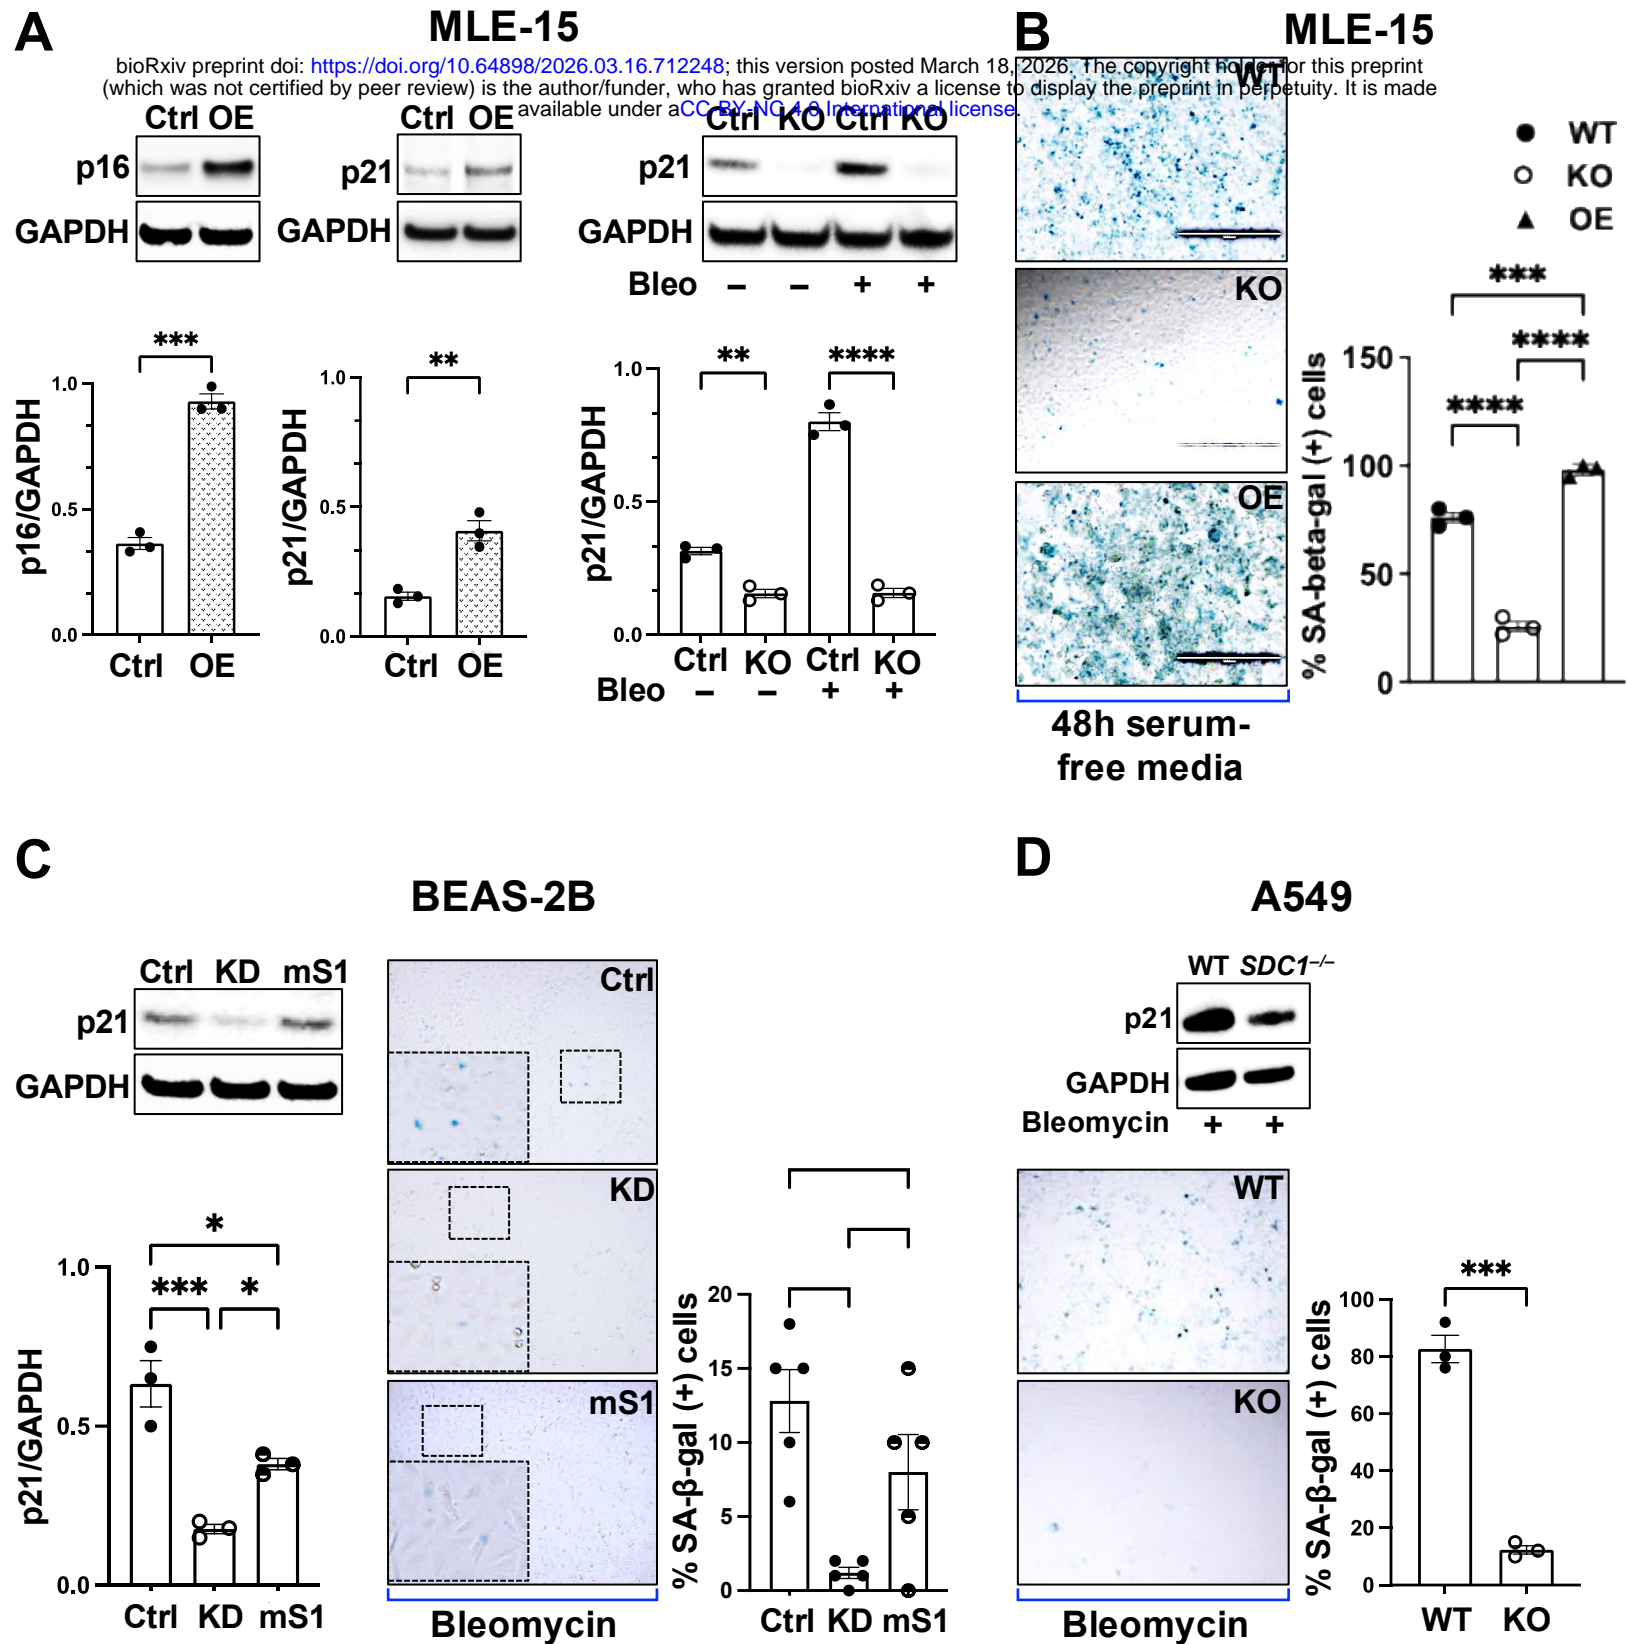 A
MLE-15
B
MLE-15
bioRxiv preprint doi: https://doi.org/10.64898/2026.03.16.712248; this version posted March 18, 2026. The copyright holder for this preprint
(which was not certified by peer review) is the author/funder, who has granted bioRxiv a license to display the preprint in perpetuity. It is made
available under a CC-BY-NC 4.0 International license.
Ctrl OE
p16
GAPDH
Ctrl OE
p21
GAPDH
Ctrl KO Ctrl KO
p21
GAPDH
Bleo – – + +
***
1.0
0.5
0.0
p16/GAPDH
Ctrl OE
**
1.0
0.5
0.0
p21/GAPDH
Ctrl OE
** ****
1.0
0.5
0.0
p21/GAPDH
Ctrl KO Ctrl KO
Bleo – – + +
WT
KO
OE
48h serum-
free media
WT
KO
OE
***
****
****
150
100
50
0
% SA-beta-gal (+) cells
C
BEAS-2B
Ctrl KD mS1
p21
GAPDH
*
*** *
1.0
0.5
0.0
p21/GAPDH
Ctrl KD mS1
Ctrl
KD
mS1
Bleomycin
20
15
10
5
0
% SA-β-gal (+) cells
Ctrl KD mS1
D
A549
WT SDC1–/–
p21
GAPDH
Bleomycin + +
WT
KO
Bleomycin
***
100
80
60
40
20
0
% SA-β-gal (+) cells
WT KO